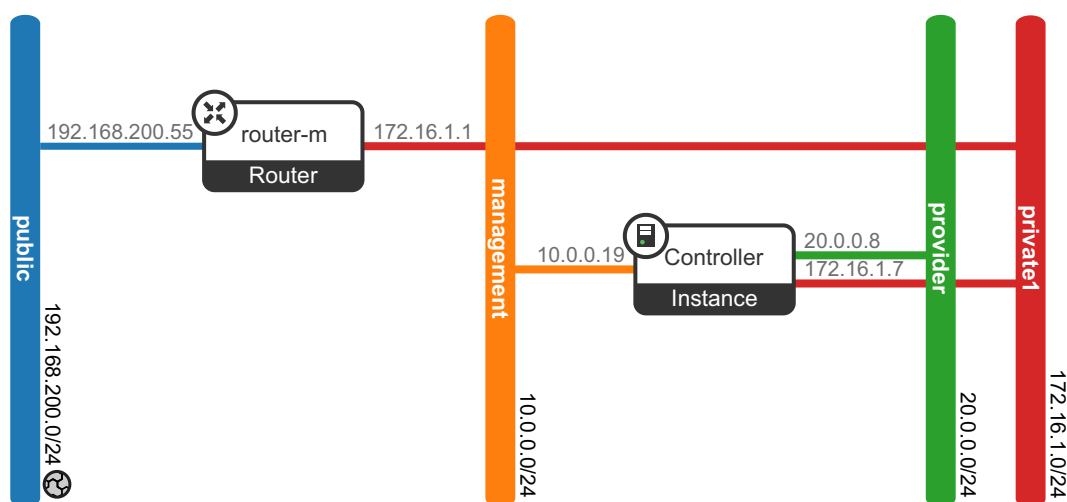 public
192.168.200.0/24
192.168.200.55
router-m
Router
172.16.1.1
management
10.0.0.0/24
10.0.0.19
Controller
Instance
20.0.0.8
172.16.1.7
provider
20.0.0.0/24
private1
172.16.1.0/24